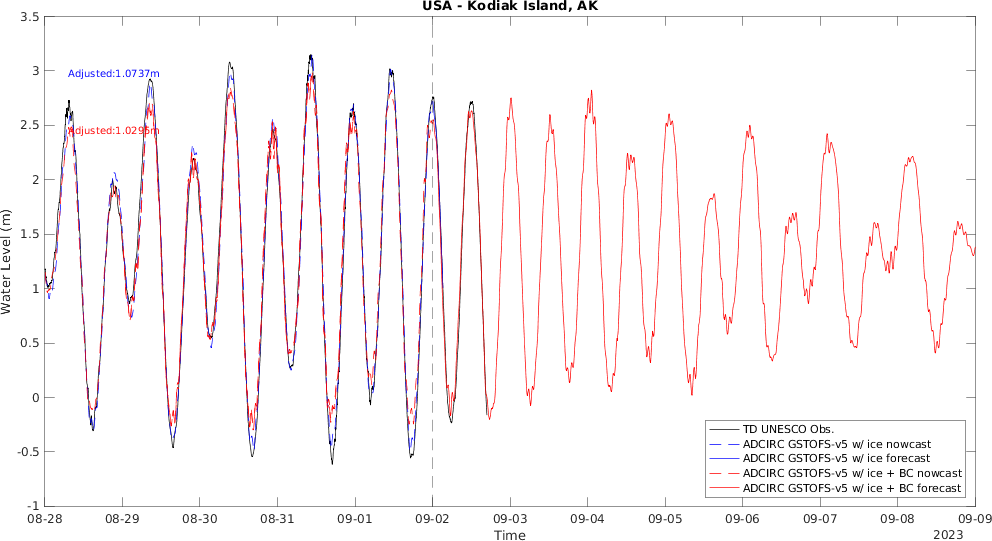 USA - Kodiak Island, AK
3.5
3
2.5
2
1.5
1
0.5
0
-0.5
-1
Water Level (m)
Adjusted:1.0737m
Adjusted:1.0295m
TD UNESCO Obs.
ADCIRC GSTOFS-v5 w/ ice nowcast
ADCIRC GSTOFS-v5 w/ ice forecast
ADCIRC GSTOFS-v5 w/ ice + BC nowcast
ADCIRC GSTOFS-v5 w/ ice + BC forecast
08-28 08-29 08-30 08-31 09-01 09-02 09-03 09-04 09-05 09-06 09-07 09-08 09-09
Time
2023